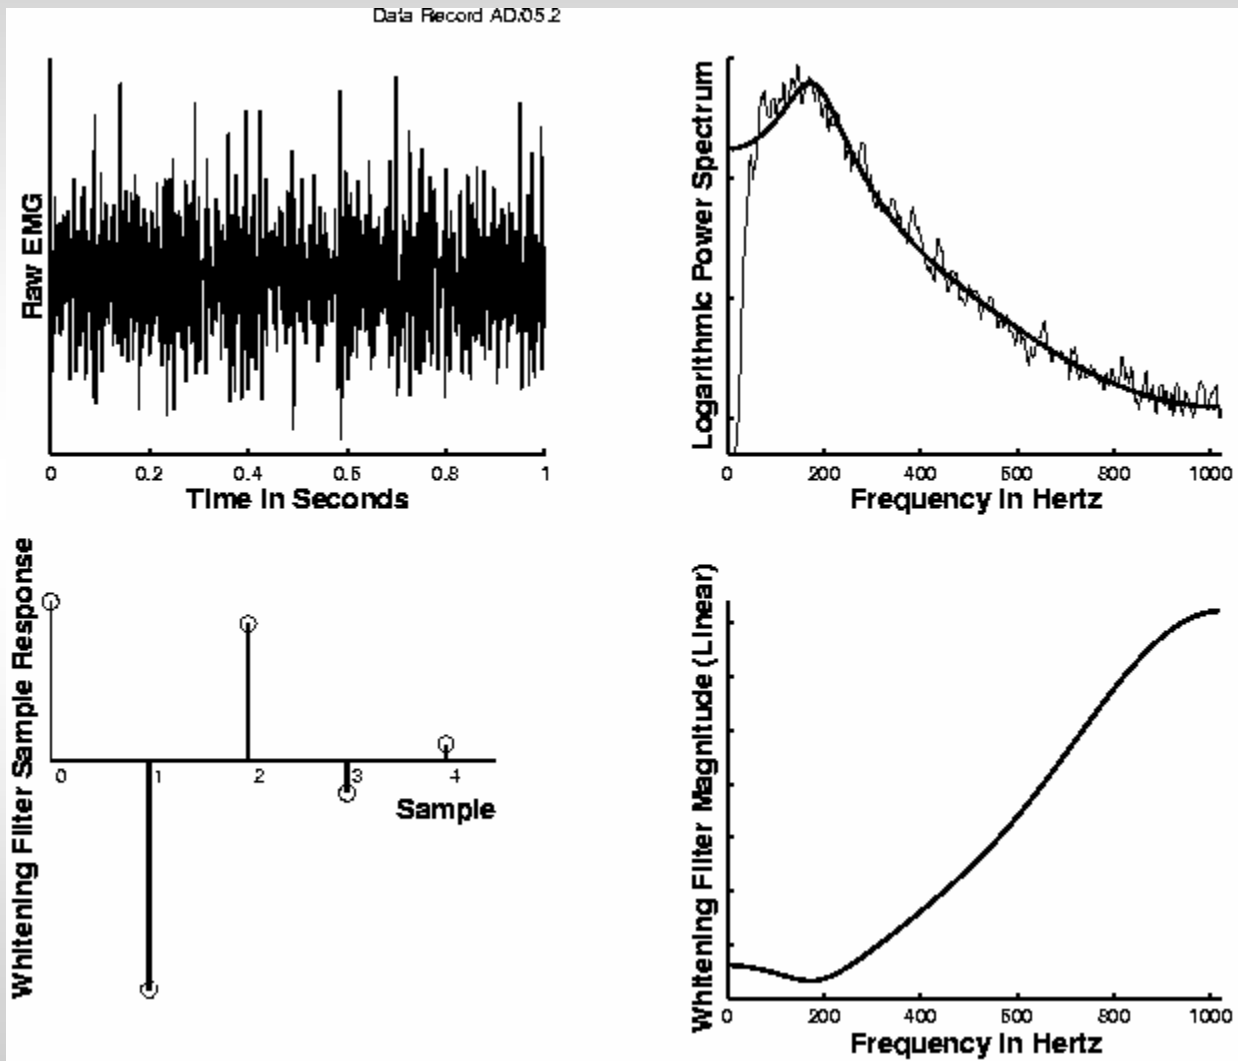 Data Record AD/05.2
Raw EMG
0 0.2 0.4 0.6 0.8 1
Time in Seconds
Logarithmic Power Spectrum
0 200 400 600 800 1000
Frequency in Hertz
Whitening Filter Sample Response
0 1 2 3 4
Sample
Whitening Filter Magnitude (Linear)
0 200 400 600 800 1000
Frequency in Hertz